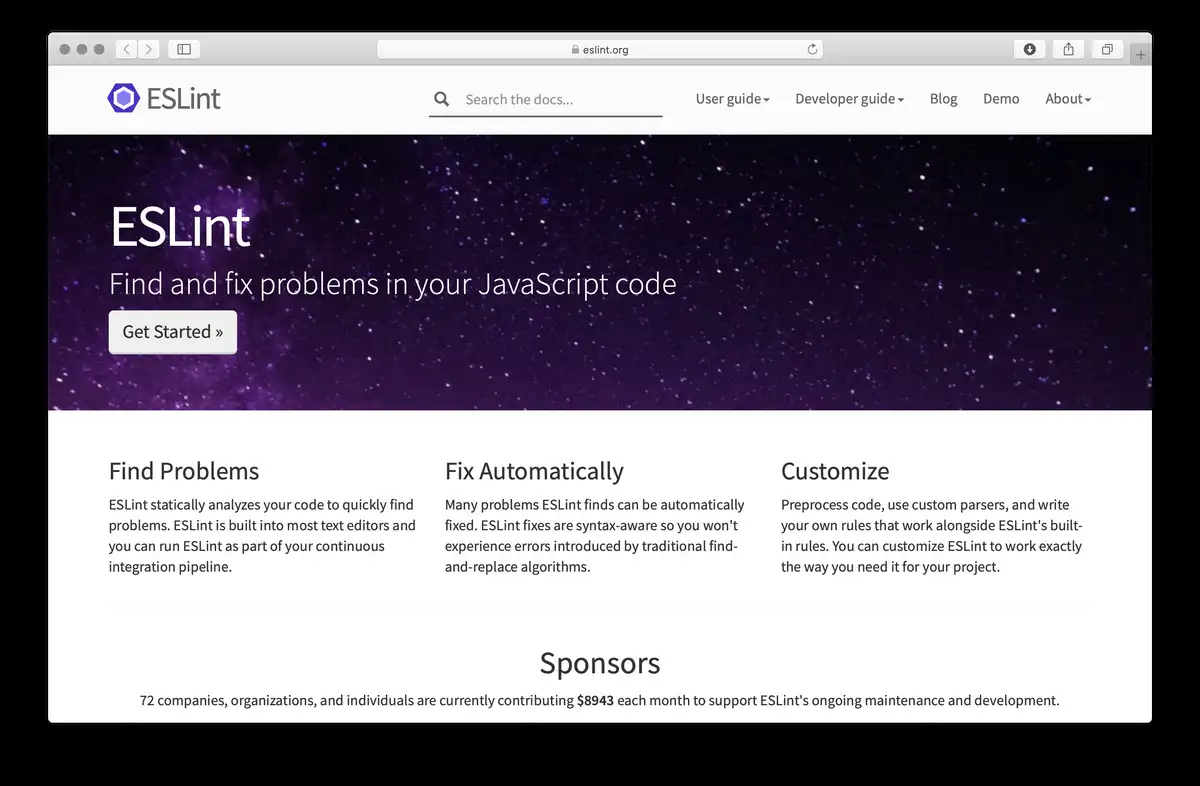 eslint.org
ESLint
Search the docs...
User guide
Developer guide
Blog
Demo
About
ESLint
Find and fix problems in your JavaScript code
Get Started »
Find Problems
ESLint statically analyzes your code to quickly find
problems. ESLint is built into most text editors and
you can run ESLint as part of your continuous
integration pipeline.
Fix Automatically
Many problems ESLint finds can be automatically
fixed. ESLint fixes are syntax-aware so you won't
experience errors introduced by traditional find-
and-replace algorithms.
Customize
Preprocess code, use custom parsers, and write
your own rules that work alongside ESLint's built-
in rules. You can customize ESLint to work exactly
the way you need it for your project.
Sponsors
72 companies, organizations, and individuals are currently contributing $8943 each month to support ESLint's ongoing maintenance and development.